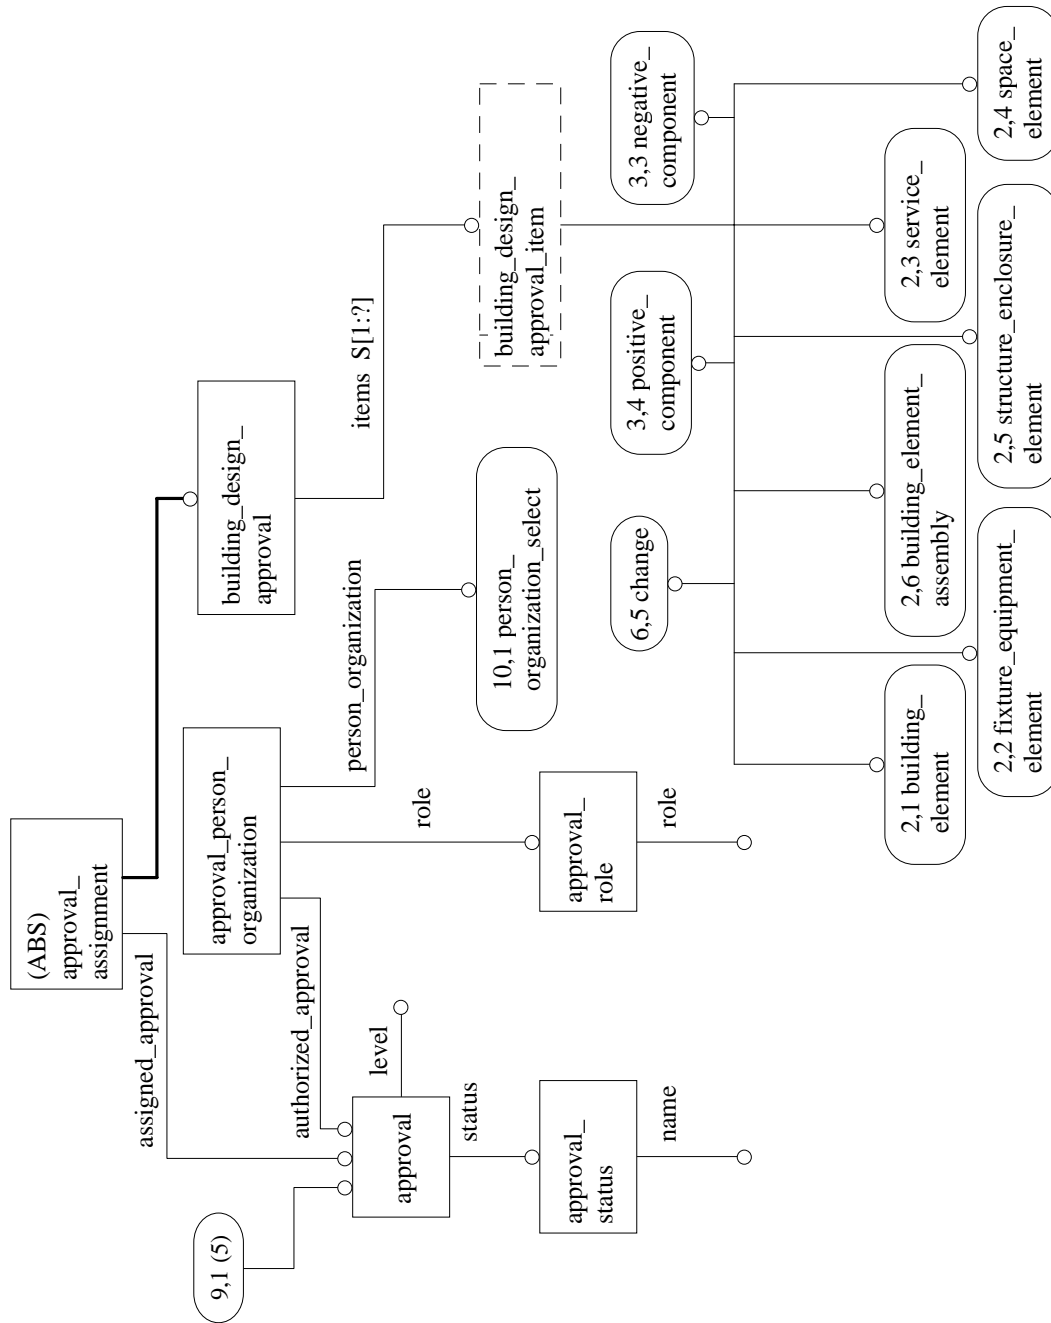 (ABS)
approval_
assignment
assigned_approval
9,1 (5)
approval_person_
organization
authorized_approval
role
person_organization
building_design_
approval
items S[1:?]
approval
level
status
approval_
status
name
approval_
role
role
10,1 person_
organization_select
building_design_
approval_item
6,5 change
3,4 positive_
component
3,3 negative_
component
2,1 building_
element
2,6 building_element_
assembly
2,3 service_
element
2,2 fixture_equipment_
element
2,5 structure_enclosure_
element
2,4 space_
element